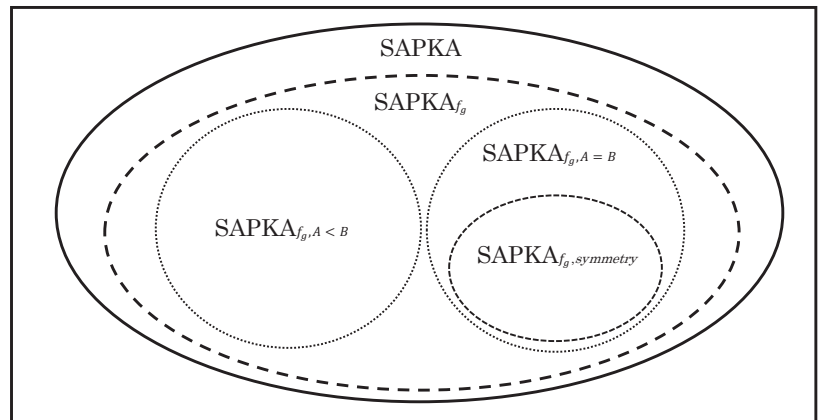 SAPKA
SAPKA_{f_g}
SAPKA_{f_g, A = B}
SAPKA_{f_g, A < B}
SAPKA_{f_g, symmetry}